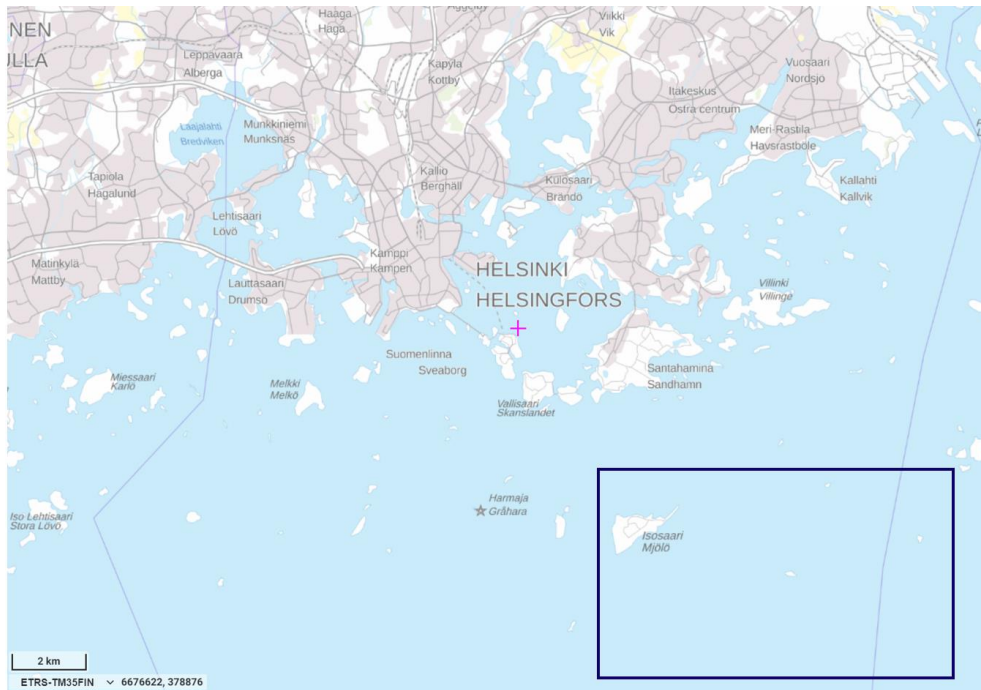 Haaga
Haga
Viikki
Vik
NEN
ULLA
Leppävaara
Alberga
Käpylä
Kottby
Vuosaari
Nordsjö
Itäkeskus
Östra centrum
Laajalahti
Bredviken
Munkkiniemi
Munksnäs
Meri-Rastila
Havsrastböle
Tapiola
Hagalund
Kallio
Berghäll
Kulosaari
Brändö
Kallahti
Kallvik
Lehtisaari
Lövö
Matinkylä
Mattby
Kamppi
Kampen
HELSINKI
HELSINGFORS
Lauttasaari
Drumsö
Villinki
Villinge
Suomenlinna
Sveaborg
Santahamina
Sandhamn
Miessaari
Karlö
Melkki
Melkö
Vallisaari
Skanslandet
Harmaja
Gråhara
Iso Lehtisaari
Stora Lövö
Isosaari
Mjölö
2 km
ETRS-TM35FIN 6676622, 378876